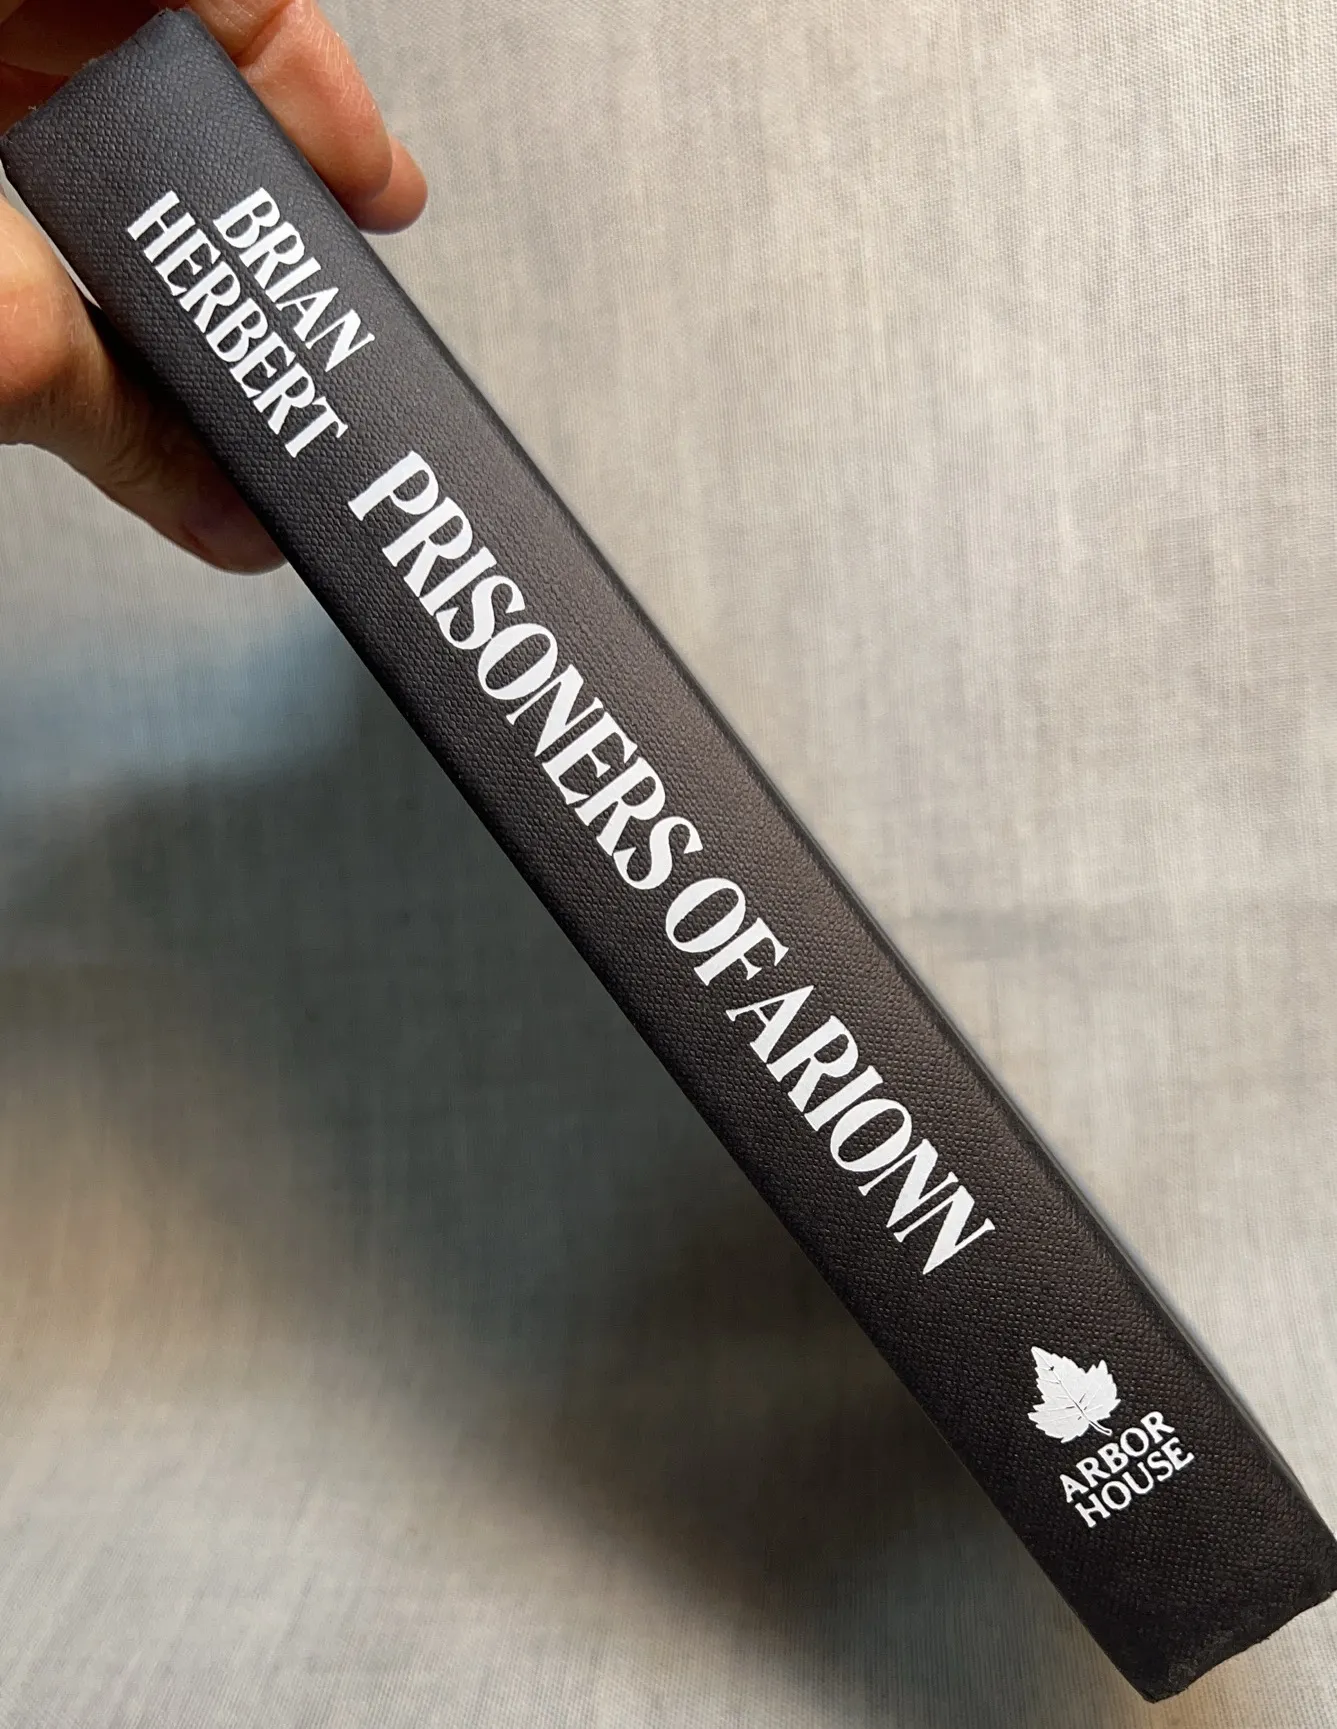 BRIAN
HERBERT
PRISONERS OF ARIONN
ARBOR
HOUSE